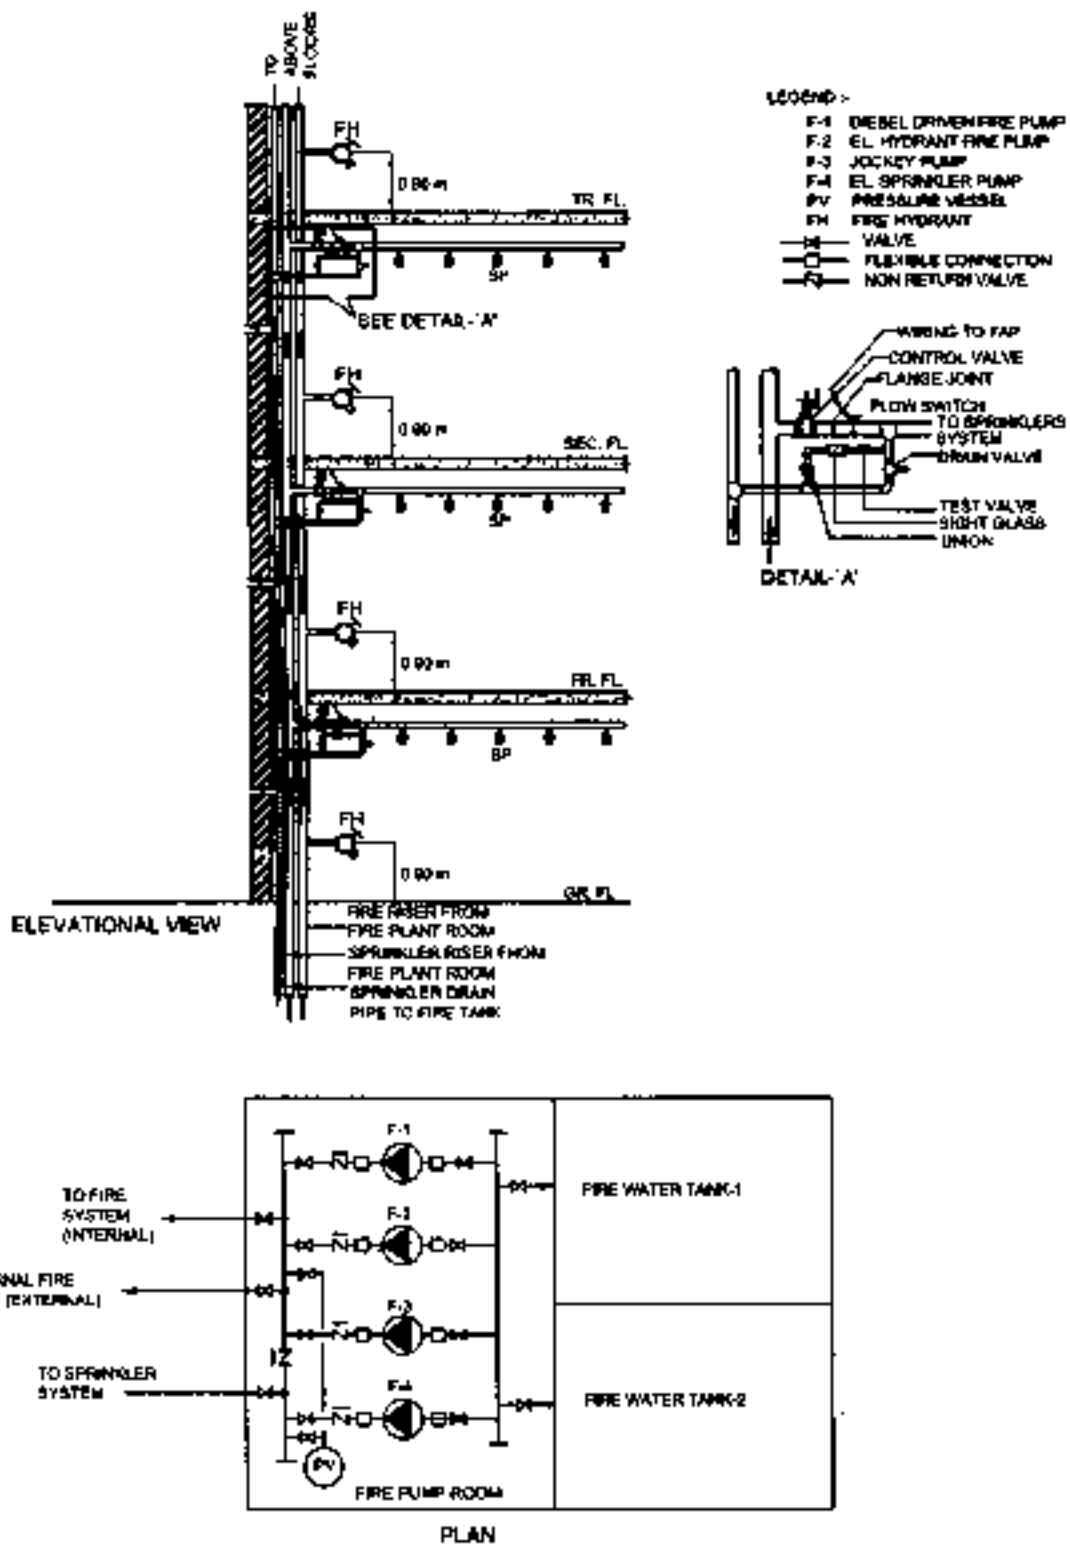 TO
ABOVE
FLOORS
FH
0.90 m
TR. FL.
SP
SEE DETAIL-'A'
FH
0.90 m
SEC. FL.
SP
FH
0.90 m
FR. FL.
SP
FH
0.90 m
GR. FL.
ELEVATIONAL VIEW
FIRE RISER FROM
FIRE PLANT ROOM
SPRINKLER RISER FROM
FIRE PLANT ROOM
SPRINKLER DRAIN
PIPE TO FIRE TANK
LEGEND :-
F-1 DIESEL DRIVEN FIRE PUMP
F-2 EL. HYDRANT FIRE PUMP
F-3 JOCKEY PUMP
F-4 EL. SPRINKLER PUMP
PV PRESSURE VESSEL
FH FIRE HYDRANT
VALVE
FLEXIBLE CONNECTION
NON RETURN VALVE
WIRING TO FAP
CONTROL VALVE
FLANGE JOINT
FLOW SWITCH
TO SPRINKLERS
SYSTEM
DRAIN VALVE
TEST VALVE
SIGHT GLASS
UNION
DETAIL-'A'
F-1
TO FIRE
SYSTEM
(INTERNAL)
F-2
NAL FIRE
(EXTERNAL)
F-3
TO SPRINKLER
SYSTEM
F-4
PV
FIRE PUMP ROOM
FIRE WATER TANK-1
FIRE WATER TANK-2
PLAN